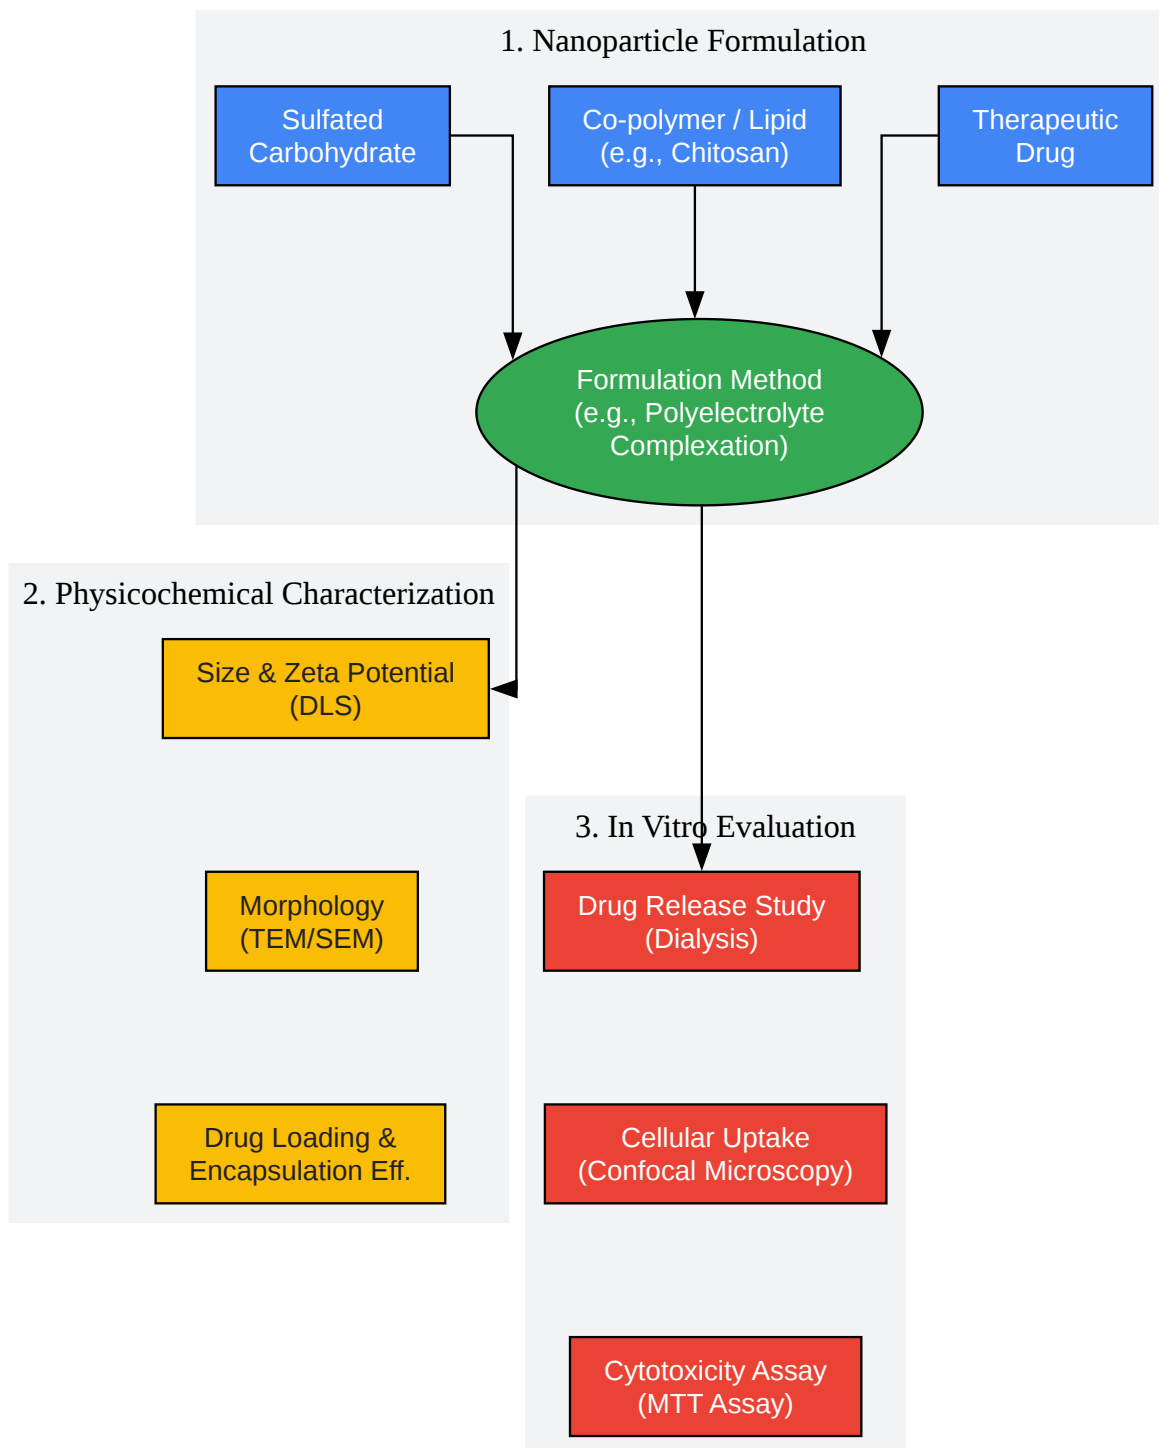 1. Nanoparticle Formulation
Sulfated
Carbohydrate
Co-polymer / Lipid
(e.g., Chitosan)
Therapeutic
Drug
Formulation Method
(e.g., Polyelectrolyte
Complexation)
2. Physicochemical Characterization
Size & Zeta Potential
(DLS)
Morphology
(TEM/SEM)
Drug Loading &
Encapsulation Eff.
3. In Vitro Evaluation
Drug Release Study
(Dialysis)
Cellular Uptake
(Confocal Microscopy)
Cytotoxicity Assay
(MTT Assay)